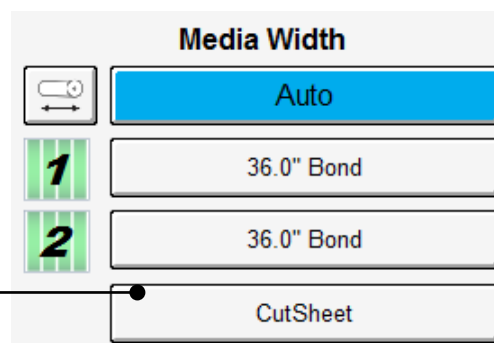 Media Width
Auto
1 36.0" Bond
2 36.0" Bond
CutSheet